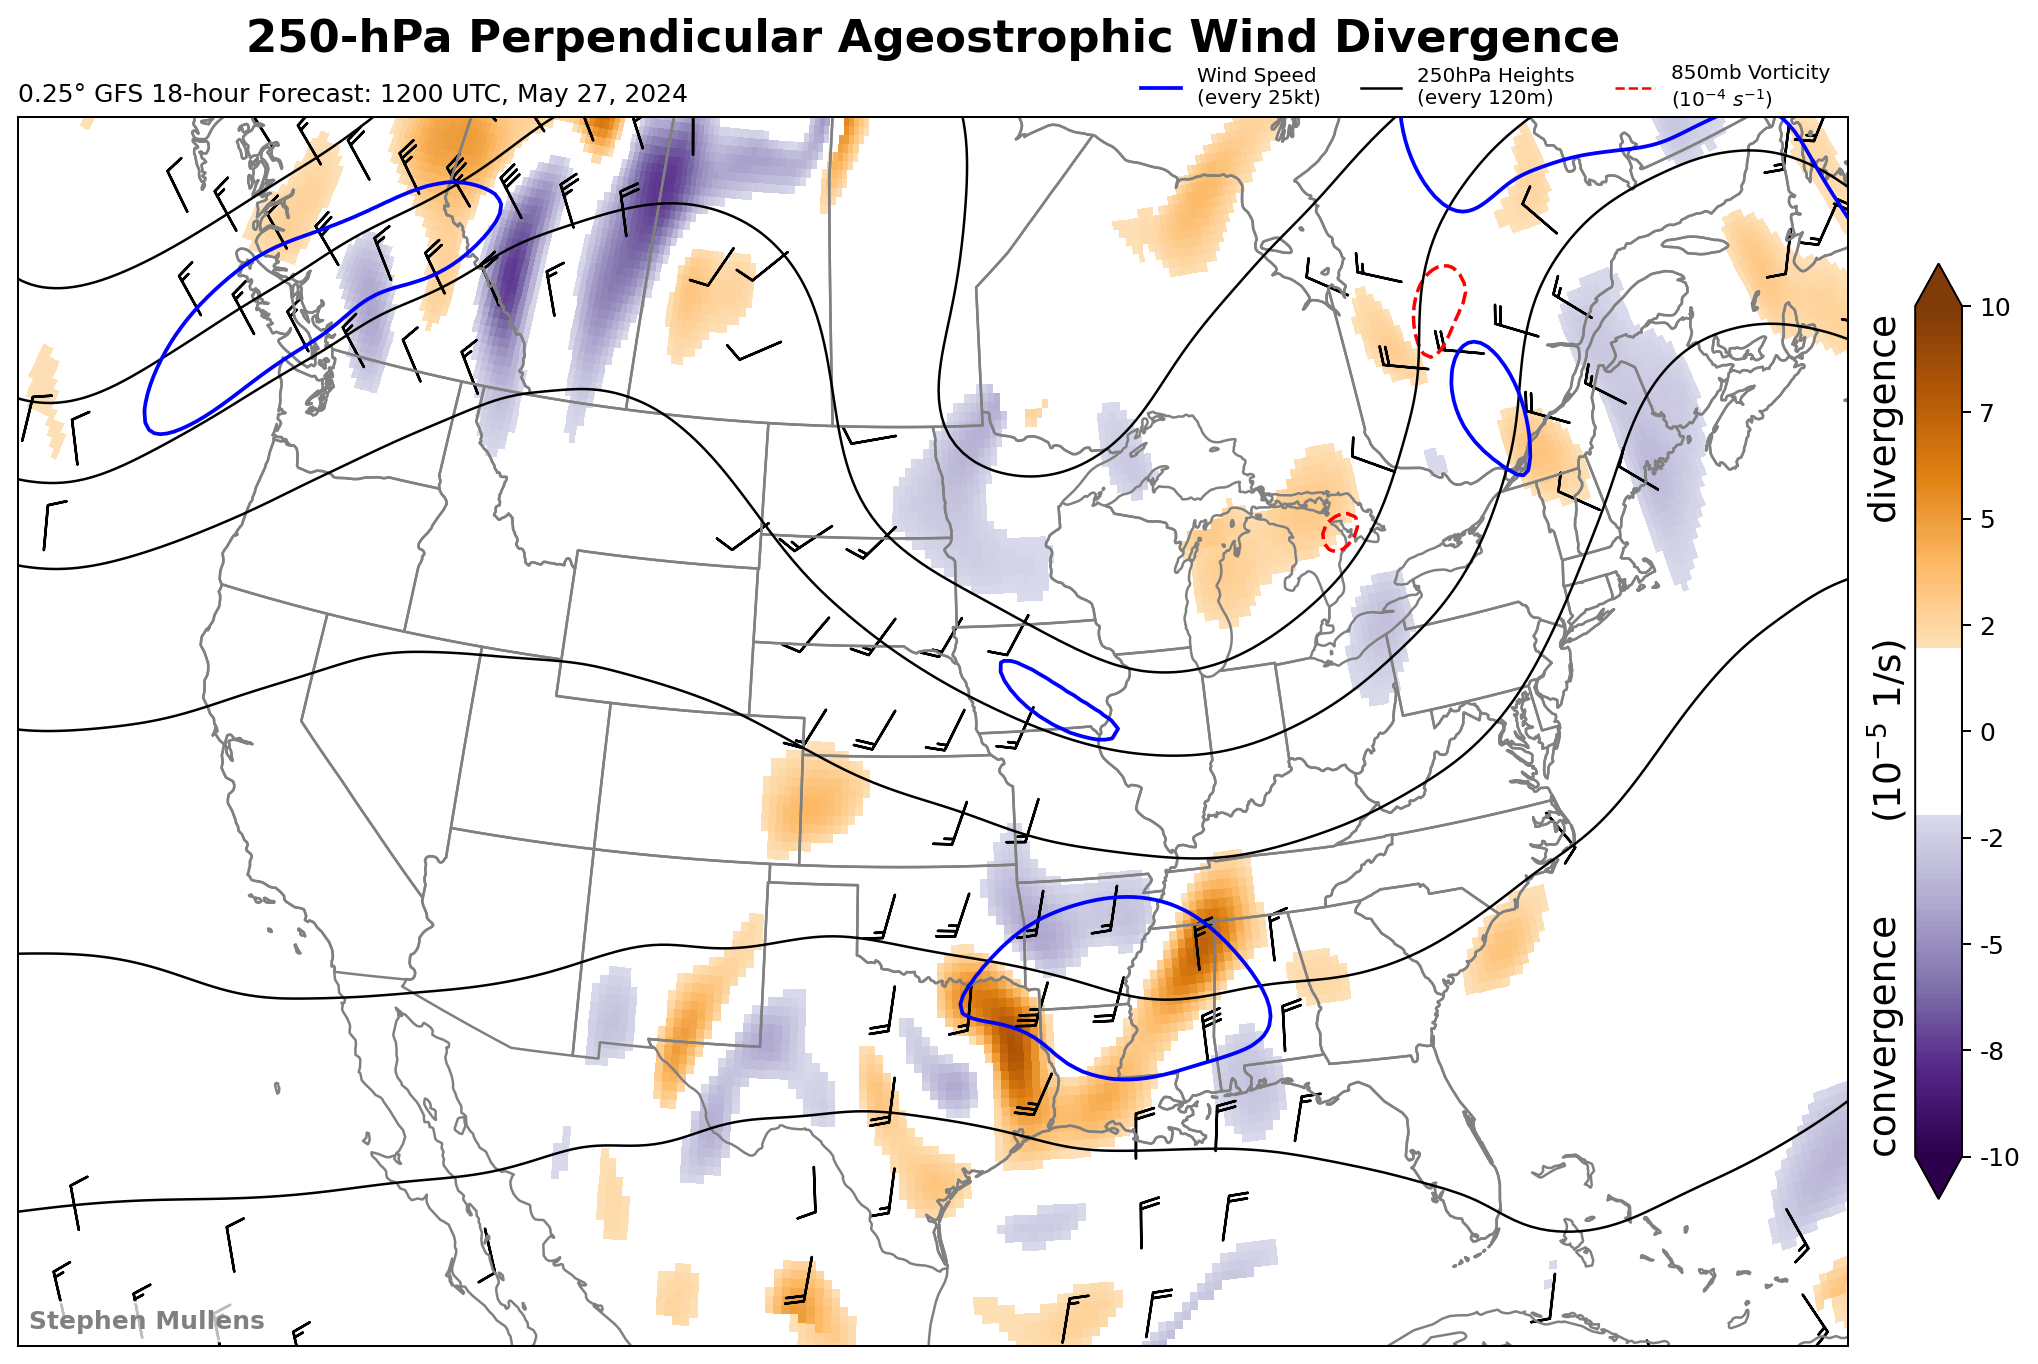 250-hPa Perpendicular Ageostrophic Wind Divergence
0.25° GFS 18-hour Forecast: 1200 UTC, May 27, 2024
Wind Speed
(every 25kt)
250hPa Heights
(every 120m)
850mb Vorticity
(10⁻⁴ s⁻¹)
10
7
5
2
0
-2
-5
-8
-10
convergence (10⁻⁵ 1/s) divergence
Stephen Mullens